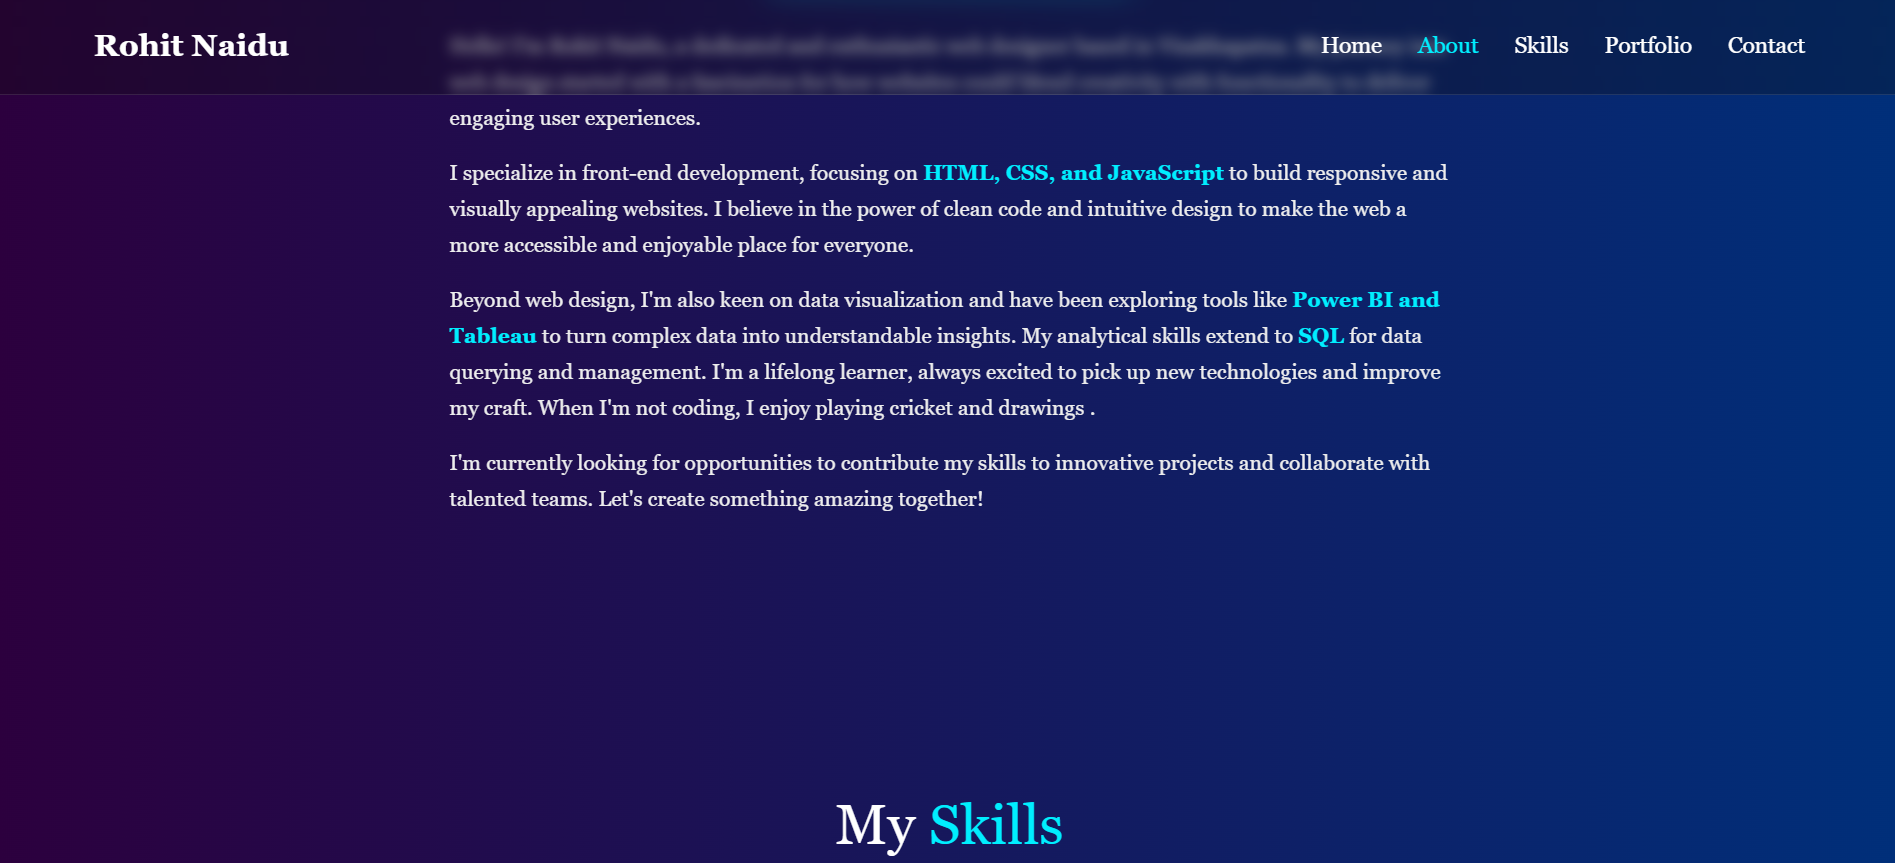 Rohit Naidu
Home About Skills Portfolio Contact
engaging user experiences.
I specialize in front-end development, focusing on HTML, CSS, and JavaScript to build responsive and
visually appealing websites. I believe in the power of clean code and intuitive design to make the web a
more accessible and enjoyable place for everyone.
Beyond web design, I'm also keen on data visualization and have been exploring tools like Power BI and
Tableau to turn complex data into understandable insights. My analytical skills extend to SQL for data
querying and management. I'm a lifelong learner, always excited to pick up new technologies and improve
my craft. When I'm not coding, I enjoy playing cricket and drawings .
I'm currently looking for opportunities to contribute my skills to innovative projects and collaborate with
talented teams. Let's create something amazing together!
My Skills